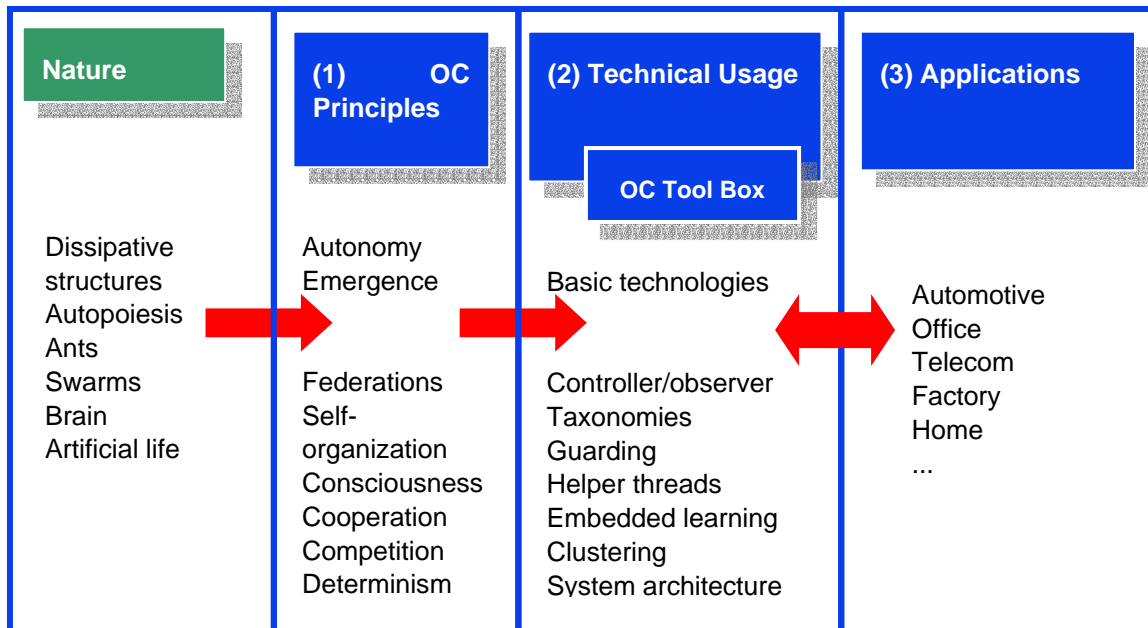 Nature
Dissipative
structures
Autopoiesis
Ants
Swarms
Brain
Artificial life
(1) OC
Principles
Autonomy
Emergence
Federations
Self-
organization
Consciousness
Cooperation
Competition
Determinism
(2) Technical Usage
OC Tool Box
Basic technologies
Controller/observer
Taxonomies
Guarding
Helper threads
Embedded learning
Clustering
System architecture
(3) Applications
Automotive
Office
Telecom
Factory
Home
...